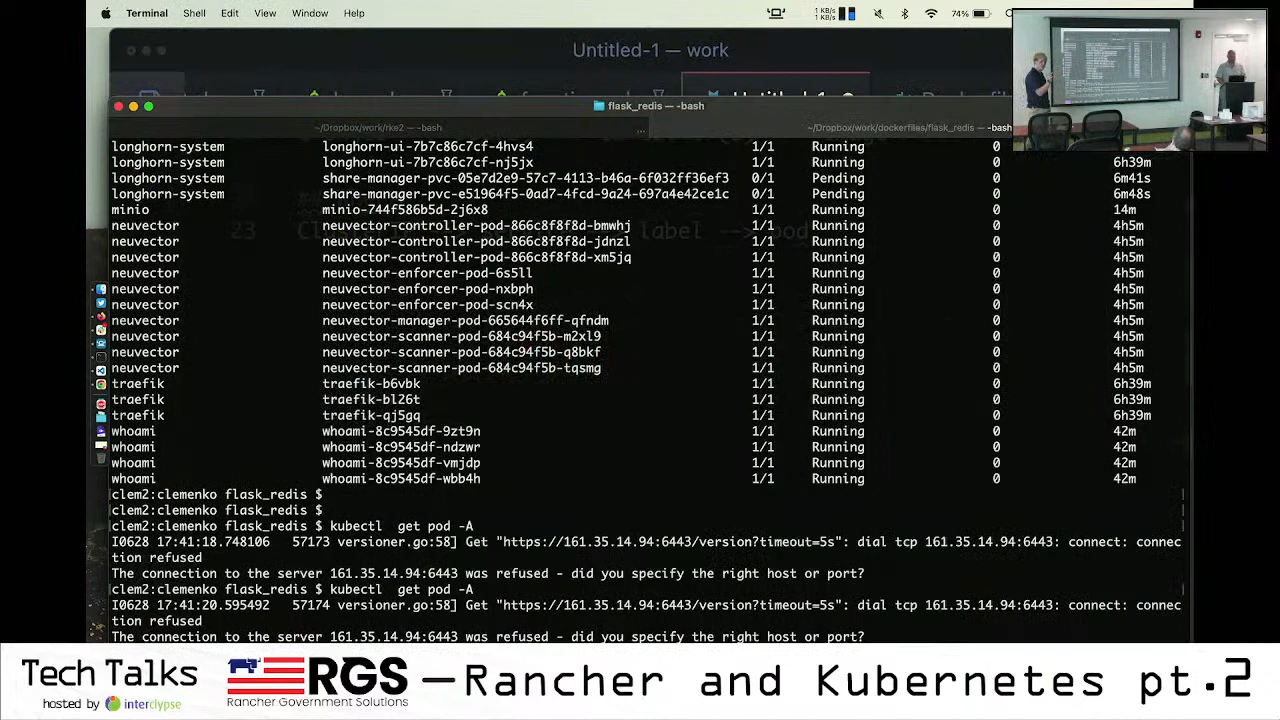 Terminal Shell Edit View Window Help
1 KB/s
1 KB/s
74%
Untitled-1 — work
flask_redis — -bash
~/Dropbox/work/rke2 — -bash ... ~/Dropbox/work/dockerfiles/flask_redis — -bash
longhorn-system longhorn-ui-7b7c86c7cf-4hvs4 1/1 Running 0
longhorn-system longhorn-ui-7b7c86c7cf-nj5jx 1/1 Running 0 6h39m
longhorn-system share-manager-pvc-05e7d2e9-57c7-4113-b46a-6f032ff36ef3 0/1 Pending 0 6m41s
longhorn-system share-manager-pvc-e51964f5-0ad7-4fcd-9a24-697a4e42ce1c 0/1 Pending 0 6m48s
minio minio-744f586b5d-2j6x8 1/1 Running 0 14m
neuvector neuvector-controller-pod-866c8f8f8d-bmwhj 1/1 Running 0 4h5m
neuvector neuvector-controller-pod-866c8f8f8d-jdnzl 1/1 Running 0 4h5m
neuvector neuvector-controller-pod-866c8f8f8d-xm5jq 1/1 Running 0 4h5m
neuvector neuvector-enforcer-pod-6s5ll 1/1 Running 0 4h5m
neuvector neuvector-enforcer-pod-nxbph 1/1 Running 0 4h5m
neuvector neuvector-enforcer-pod-scn4x 1/1 Running 0 4h5m
neuvector neuvector-manager-pod-665644f6ff-qfndm 1/1 Running 0 4h5m
neuvector neuvector-scanner-pod-684c94f5b-m2xl9 1/1 Running 0 4h5m
neuvector neuvector-scanner-pod-684c94f5b-q8bkf 1/1 Running 0 4h5m
neuvector neuvector-scanner-pod-684c94f5b-tqsmg 1/1 Running 0 4h5m
traefik traefik-b6vbk 1/1 Running 0 6h39m
traefik traefik-bl26t 1/1 Running 0 6h39m
traefik traefik-qj5gq 1/1 Running 0 6h39m
whoami whoami-8c9545df-9zt9n 1/1 Running 0 42m
whoami whoami-8c9545df-ndzwr 1/1 Running 0 42m
whoami whoami-8c9545df-vmjdp 1/1 Running 0 42m
whoami whoami-8c9545df-wbb4h 1/1 Running 0 42m
clem2:clemenko flask_redis $
clem2:clemenko flask_redis $
clem2:clemenko flask_redis $ kubectl get pod -A
I0628 17:41:18.748106 57173 versioner.go:58] Get "https://161.35.14.94:6443/version?timeout=5s": dial tcp 161.35.14.94:6443: connect: connec
tion refused
The connection to the server 161.35.14.94:6443 was refused - did you specify the right host or port?
clem2:clemenko flask_redis $ kubectl get pod -A
I0628 17:41:20.595492 57174 versioner.go:58] Get "https://161.35.14.94:6443/version?timeout=5s": dial tcp 161.35.14.94:6443: connect: connec
tion refused
The connection to the server 161.35.14.94:6443 was refused - did you specify the right host or port?
23 label --> pod
Tech Talks
hosted by interclypse
RGS
Rancher Government Solutions
—Rancher and Kubernetes pt.2